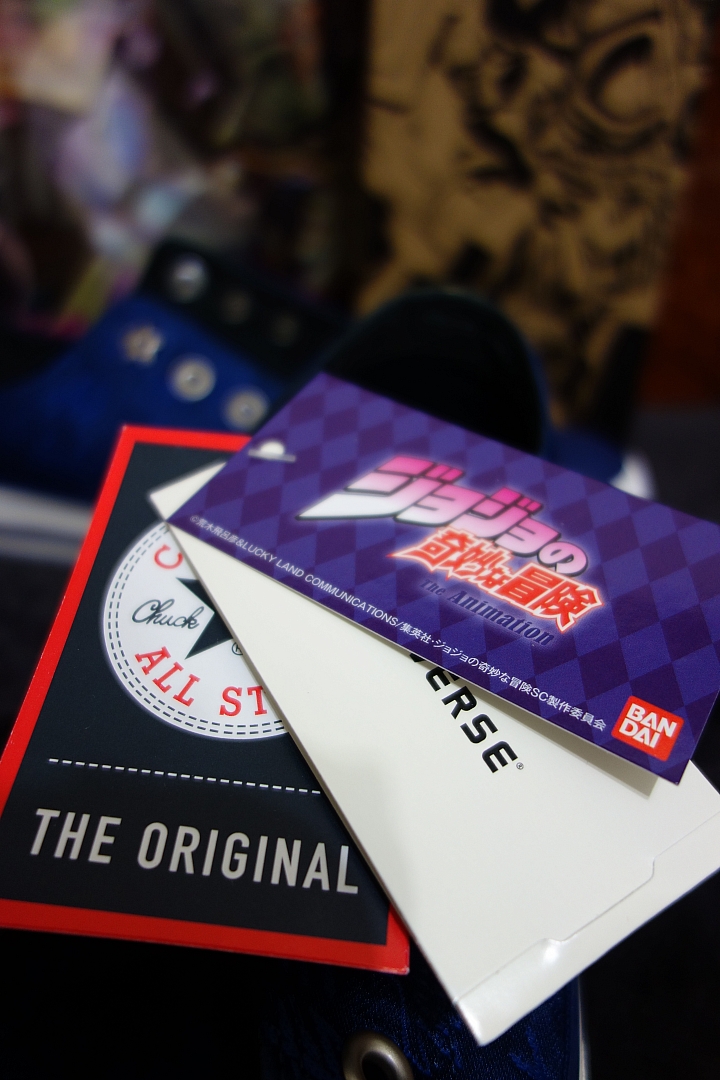 ジョジョの
奇妙な冒険
The Animation
©荒木飛呂彦&LUCKY LAND COMMUNICATIONS/集英社・ジョジョの奇妙な冒険SC製作委員会
BAN
DAI
VERSE®
C
Chuck
®
ALL ST
THE ORIGINAL